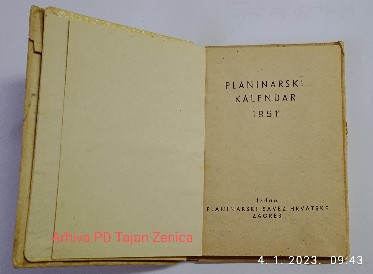 PLANINARSKI
KALENDAR
1951
Izdao
PLANINARSKI SAVEZ HRVATSKE
ZAGREB
Arhiva PD Tajan Zenica
4. 1. 2023. 09:43